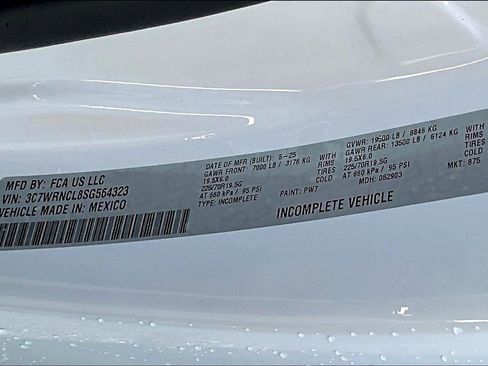 MFD BY: FCA US LLC
VIN: 3C7WRNCL8SG564323
VEHICLE MADE IN: MEXICO
DATE OF MFR (BUILT): 5-25
GAWR FRONT: 7000 LB / 3176 KG WITH
19.5X6.0 RIMS
225/70R19.5G TIRES
AT 660 kPa / 95 PSI COLD
TYPE: INCOMPLETE
PAINT: PW7
MDH: 052903
GVWR: 19500 LB / 8846 KG
GAWR REAR: 13500 LB / 6124 KG WITH
19.5X6.0 RIMS
225/70R19.5G TIRES
AT 660 kPa / 95 PSI COLD
MKT: 875
INCOMPLETE VEHICLE